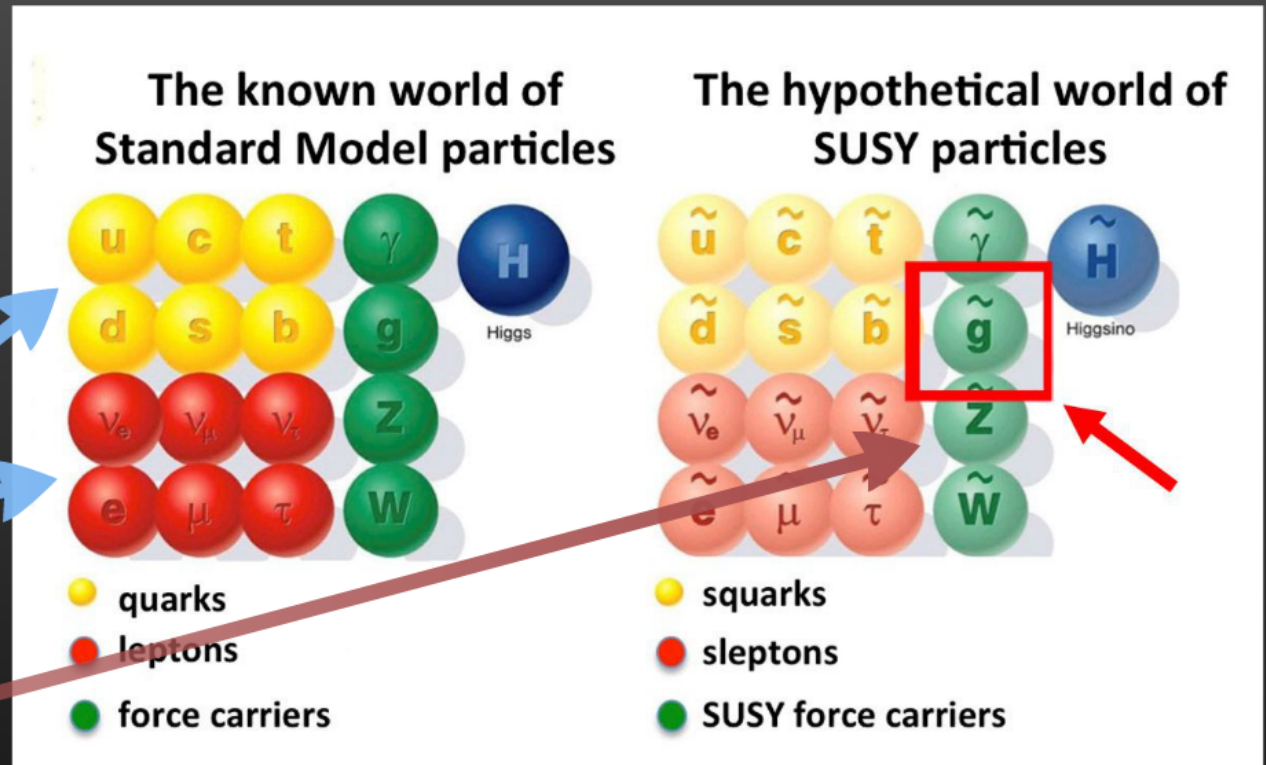 The known world of
Standard Model particles
u c t γ H
d s b g
Higgs
νe νμ ντ Z
e μ τ W
quarks
leptons
force carriers
The hypothetical world of
SUSY particles
ũ c̃ t̃ γ̃ H̃
d̃ s̃ b̃ g̃
Higgsino
ν̃e ν̃μ ν̃τ Z̃
ẽ μ̃ τ̃ W̃
squarks
sleptons
SUSY force carriers